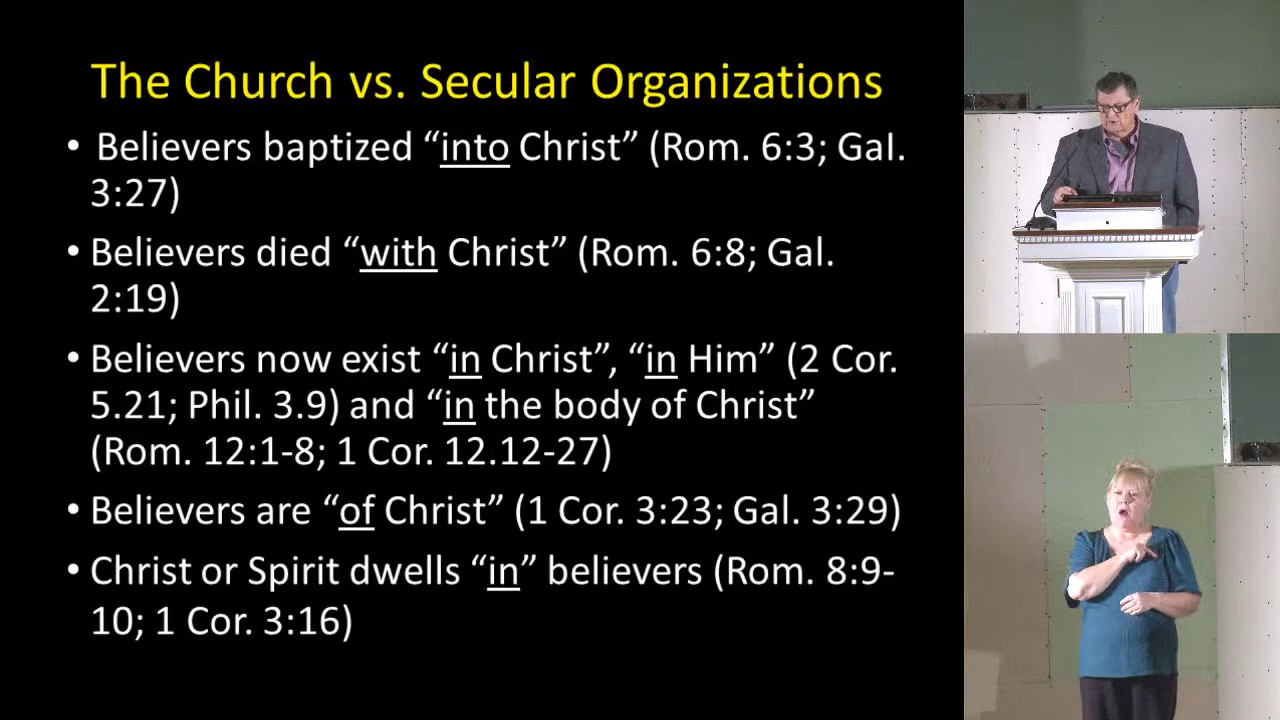 The Church vs. Secular Organizations
• Believers baptized “into Christ” (Rom. 6:3; Gal.
3:27)
• Believers died “with Christ” (Rom. 6:8; Gal.
2:19)
• Believers now exist “in Christ”, “in Him” (2 Cor.
5.21; Phil. 3.9) and “in the body of Christ”
(Rom. 12:1-8; 1 Cor. 12.12-27)
• Believers are “of Christ” (1 Cor. 3:23; Gal. 3:29)
• Christ or Spirit dwells “in” believers (Rom. 8:9-
10; 1 Cor. 3:16)